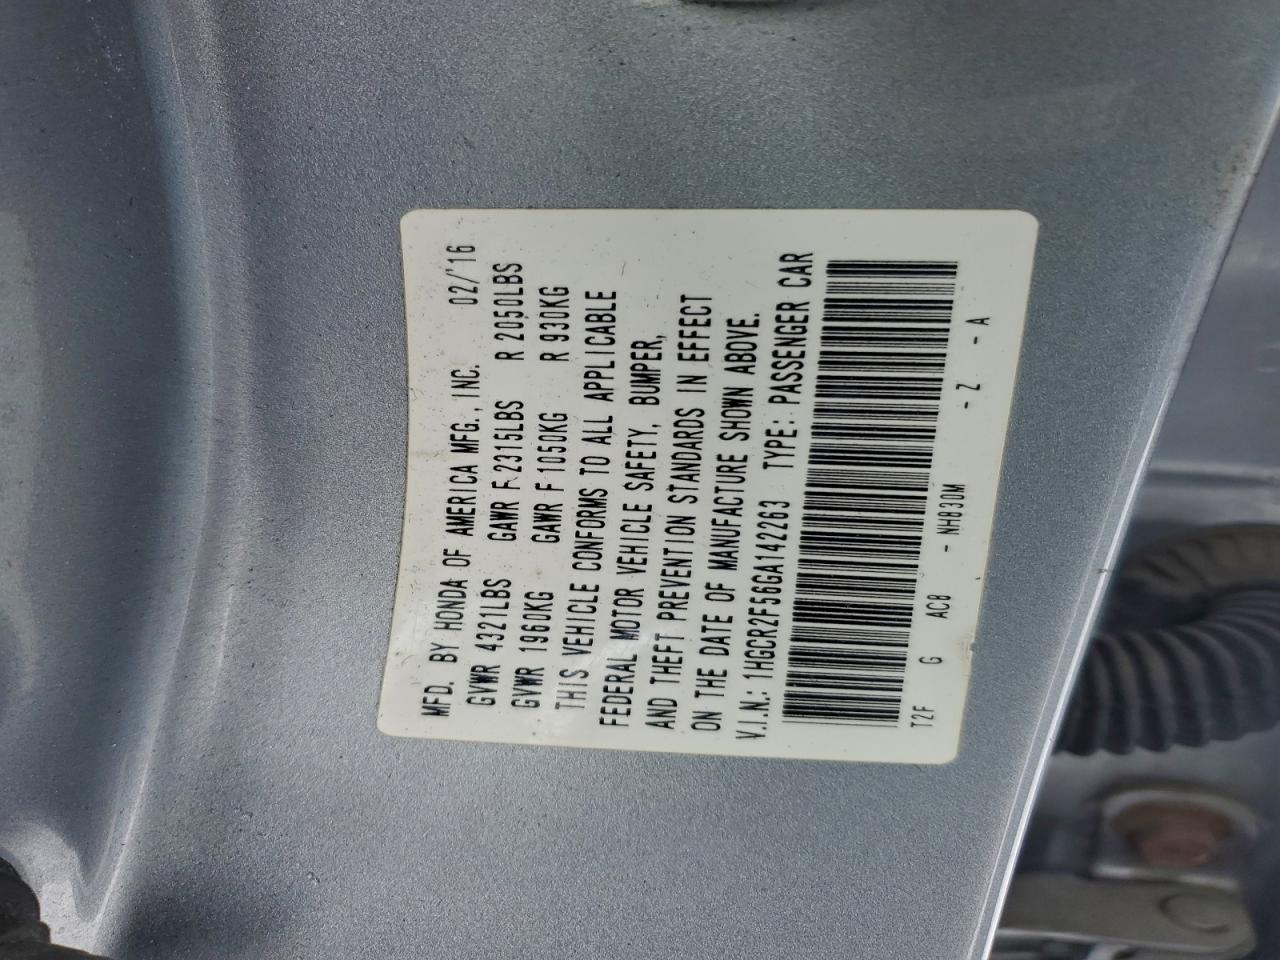 MFD. BY HONDA OF AMERICA MFG., INC. 02/'16
GVWR 4321LBS GAWR F 2315LBS R 2050LBS
GVWR 1960KG GAWR F 1050KG R 930KG
THIS VEHICLE CONFORMS TO ALL APPLICABLE
FEDERAL MOTOR VEHICLE SAFETY, BUMPER,
AND THEFT PREVENTION STANDARDS IN EFFECT
ON THE DATE OF MANUFACTURE SHOWN ABOVE.
V.I.N.: 1HGCR2F56GA142263 TYPE: PASSENGER CAR
T2F G AC8 - NH830M - Z - A